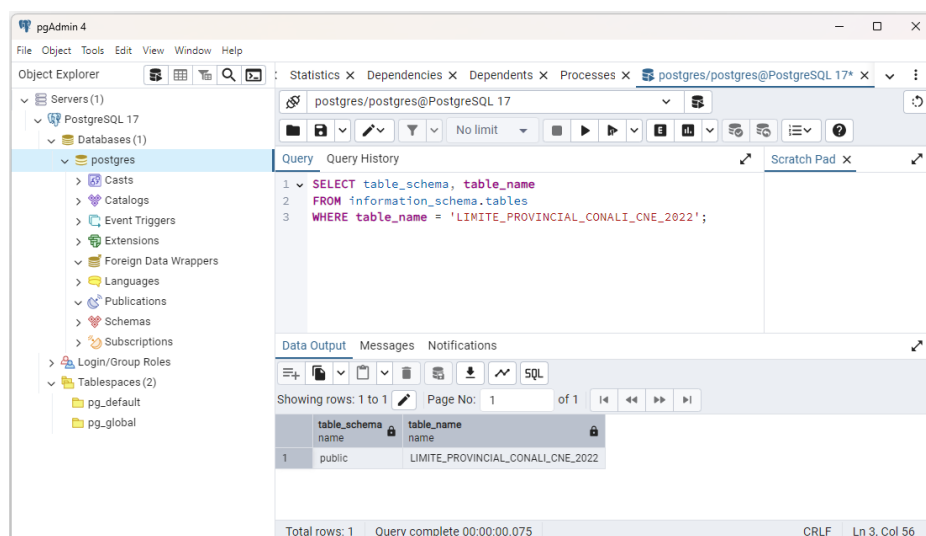 pgAdmin 4
File Object Tools Edit View Window Help
Object Explorer
Statistics Dependencies Dependents Processes postgres/postgres@PostgreSQL 17*
Servers (1)
PostgreSQL 17
Databases (1)
postgres
Casts
Catalogs
Event Triggers
Extensions
Foreign Data Wrappers
Languages
Publications
Schemas
Subscriptions
Login/Group Roles
Tablespaces (2)
pg_default
pg_global
postgres/postgres@PostgreSQL 17
No limit
E
Query Query History
Scratch Pad
1 SELECT table_schema, table_name
2 FROM information_schema.tables
3 WHERE table_name = 'LIMITE_PROVINCIAL_CONALI_CNE_2022';
Data Output Messages Notifications
SQL
Showing rows: 1 to 1 Page No: 1 of 1
table_schema table_name
name name
1 public LIMITE_PROVINCIAL_CONALI_CNE_2022
Total rows: 1 Query complete 00:00:00.075 CRLF Ln 3, Col 56